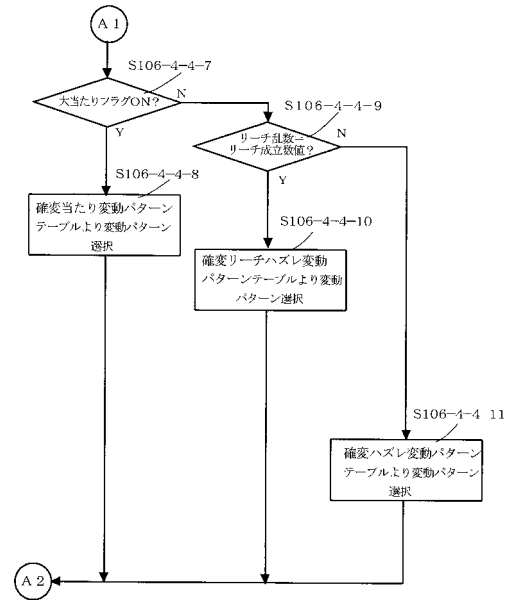 A1
S106-4-4-7
大当たりフラグON?
N
Y
S106-4-4-9
リーチ乱数=
リーチ成立数値?
N
Y
S106-4-4-8
確変当たり変動パターン
テーブルより変動パターン
選択
S106-4-4-10
確変リーチハズレ変動
パターンテーブルより変動
パターン選択
S106-4-4 11
確変ハズレ変動パターン
テーブルより変動パターン
選択
A2